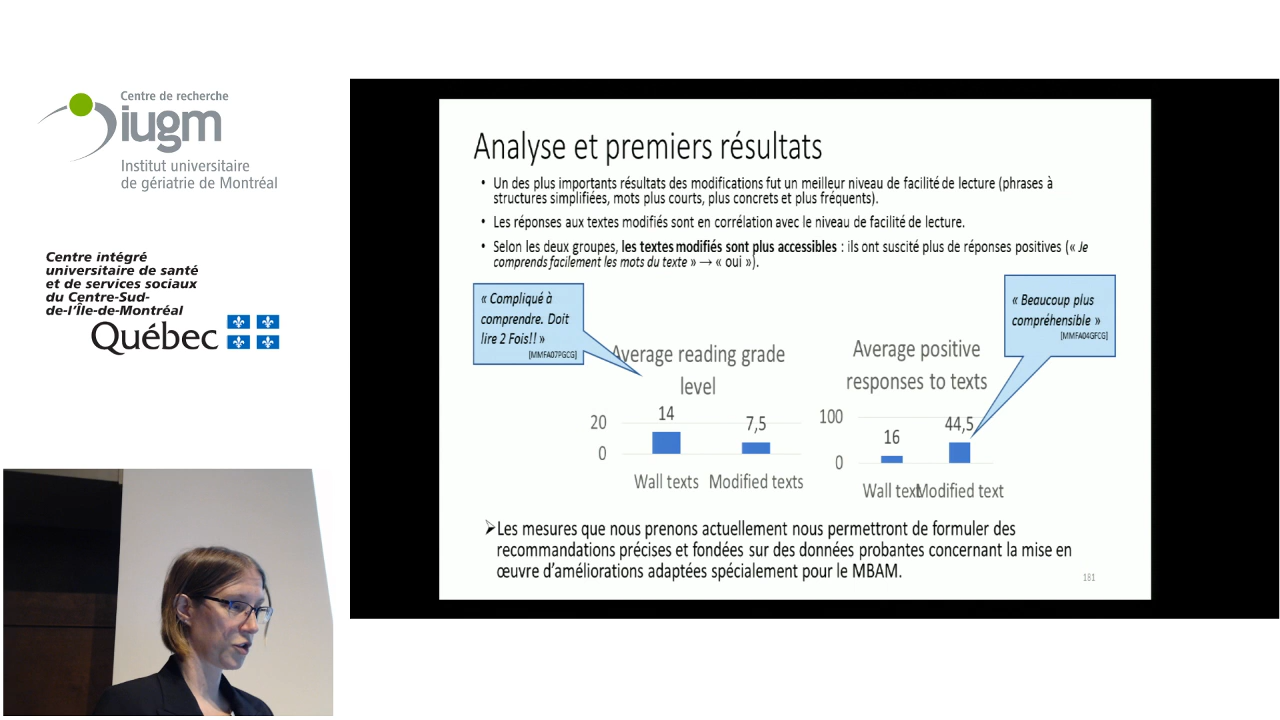 Centre de recherche
iugm
Institut universitaire
de gériatrie de Montréal
Centre intégré
universitaire de santé
et de services sociaux
du Centre-Sud-
de-l'Île-de-Montréal
Québec
Analyse et premiers résultats
• Un des plus importants résultats des modifications fut un meilleur niveau de facilité de lecture (phrases à
structures simplifiées, mots plus courts, plus concrets et plus fréquents).
• Les réponses aux textes modifiés sont en corrélation avec le niveau de facilité de lecture.
• Selon les deux groupes, les textes modifiés sont plus accessibles : ils ont suscité plus de réponses positives (« Je
comprends facilement les mots du texte » → « oui »).
« Compliqué à
comprendre. Doit
lire 2 Fois!! »
[MMFA07PGCG]
« Beaucoup plus
compréhensible »
[MMFA04GFCG]
Average reading grade
level
20
0
14
7,5
Wall texts Modified texts
Average positive
responses to texts
100
0
16
44,5
Wall text Modified text
➢Les mesures que nous prenons actuellement nous permettront de formuler des
recommandations précises et fondées sur des données probantes concernant la mise en
œuvre d'améliorations adaptées spécialement pour le MBAM.
181